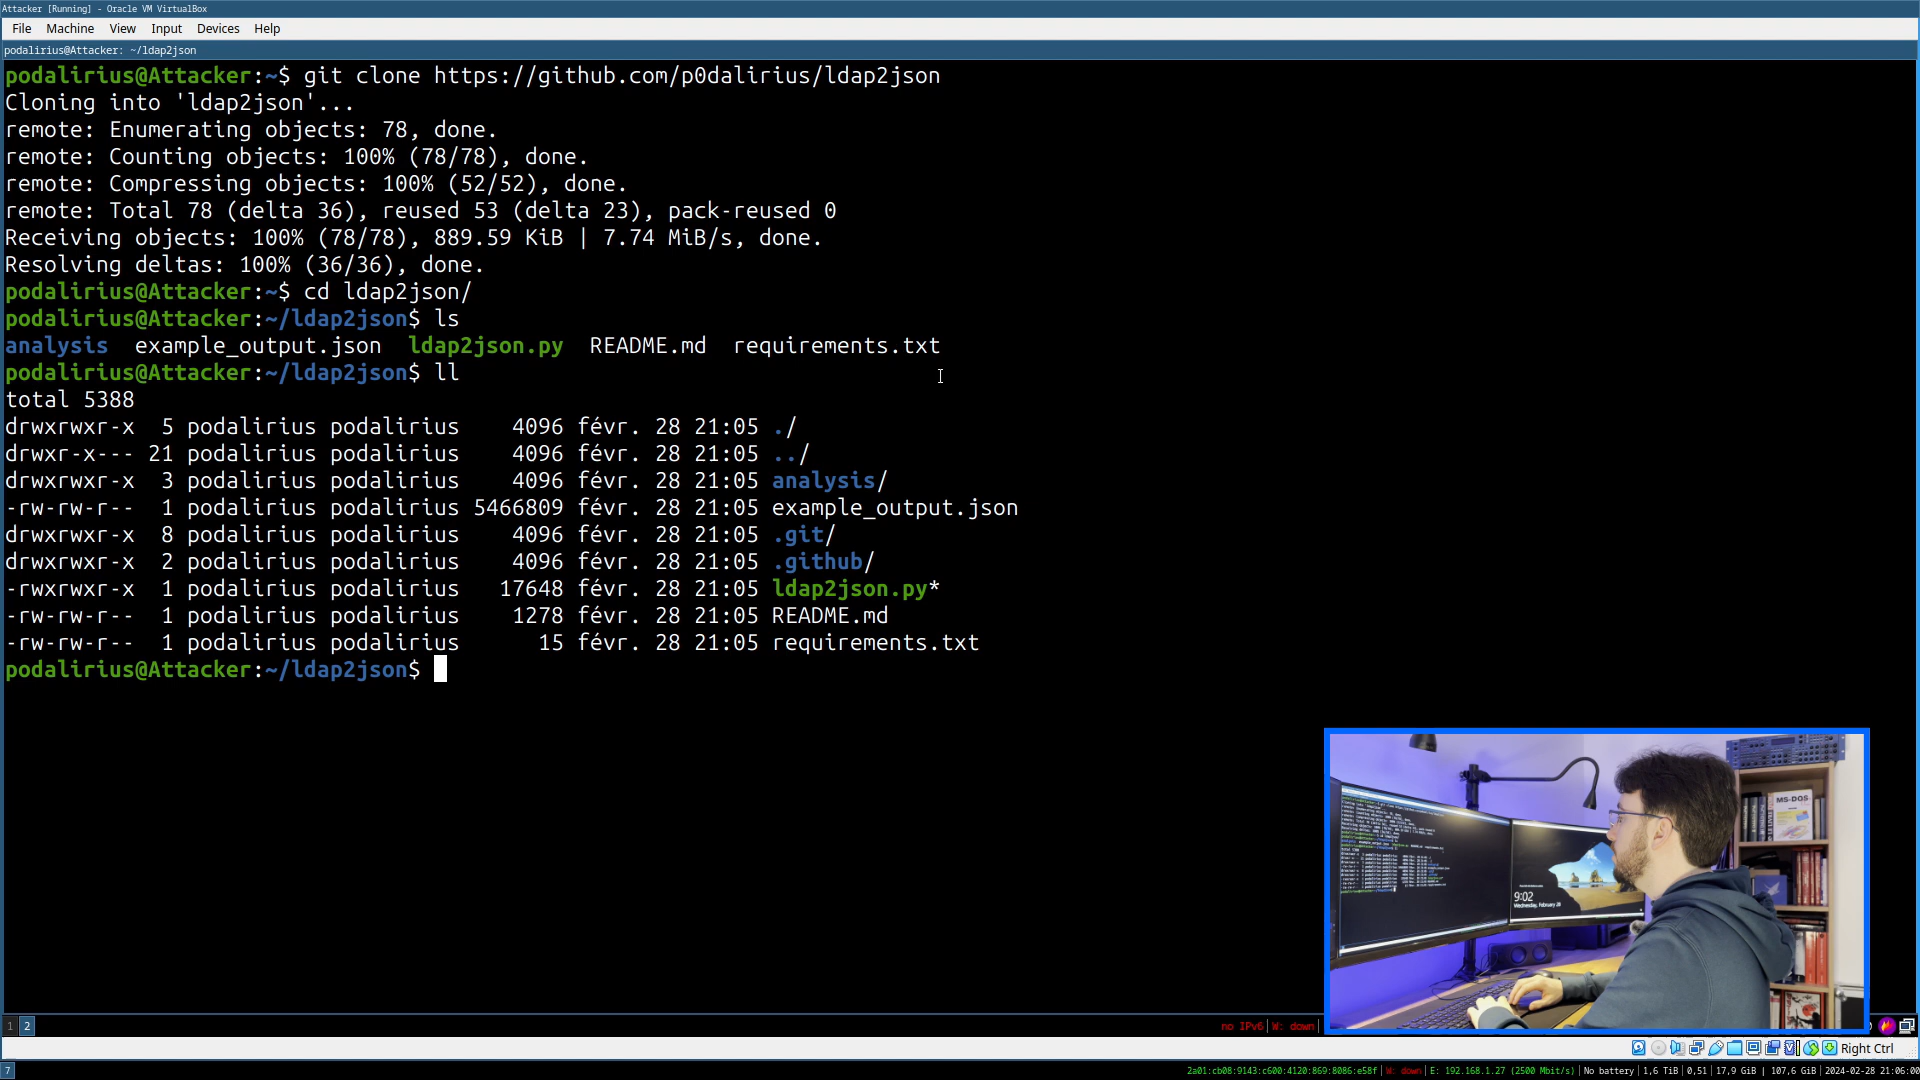 Attacker [Running] - Oracle VM VirtualBox
File Machine View Input Devices Help
podalirius@Attacker: ~/ldap2json
podalirius@Attacker:~$ git clone https://github.com/p0dalirius/ldap2json
Cloning into 'ldap2json'...
remote: Enumerating objects: 78, done.
remote: Counting objects: 100% (78/78), done.
remote: Compressing objects: 100% (52/52), done.
remote: Total 78 (delta 36), reused 53 (delta 23), pack-reused 0
Receiving objects: 100% (78/78), 889.59 KiB | 7.74 MiB/s, done.
Resolving deltas: 100% (36/36), done.
podalirius@Attacker:~$ cd ldap2json/
podalirius@Attacker:~/ldap2json$ ls
analysis example_output.json ldap2json.py README.md requirements.txt
podalirius@Attacker:~/ldap2json$ ll
total 5388
drwxrwxr-x 5 podalirius podalirius 4096 févr. 28 21:05 ./
drwxr-x--- 21 podalirius podalirius 4096 févr. 28 21:05 ../
drwxrwxr-x 3 podalirius podalirius 4096 févr. 28 21:05 analysis/
-rw-rw-r-- 1 podalirius podalirius 5466809 févr. 28 21:05 example_output.json
drwxrwxr-x 8 podalirius podalirius 4096 févr. 28 21:05 .git/
drwxrwxr-x 2 podalirius podalirius 4096 févr. 28 21:05 .github/
-rwxrwxr-x 1 podalirius podalirius 17648 févr. 28 21:05 ldap2json.py*
-rw-rw-r-- 1 podalirius podalirius 1278 févr. 28 21:05 README.md
-rw-rw-r-- 1 podalirius podalirius 15 févr. 28 21:05 requirements.txt
podalirius@Attacker:~/ldap2json$
MS-DOS
9:02
Wednesday, February 28
1 2
no IPv6 | W: down |
Right Ctrl
7
2a01:cb08:9143:c600:4120:869:8086:e58f | W: down | E: 192.168.1.27 (2500 Mbit/s) | No battery | 1,6 TiB | 0,51 | 17,9 GiB | 107,6 GiB | 2024-02-28 21:06:00